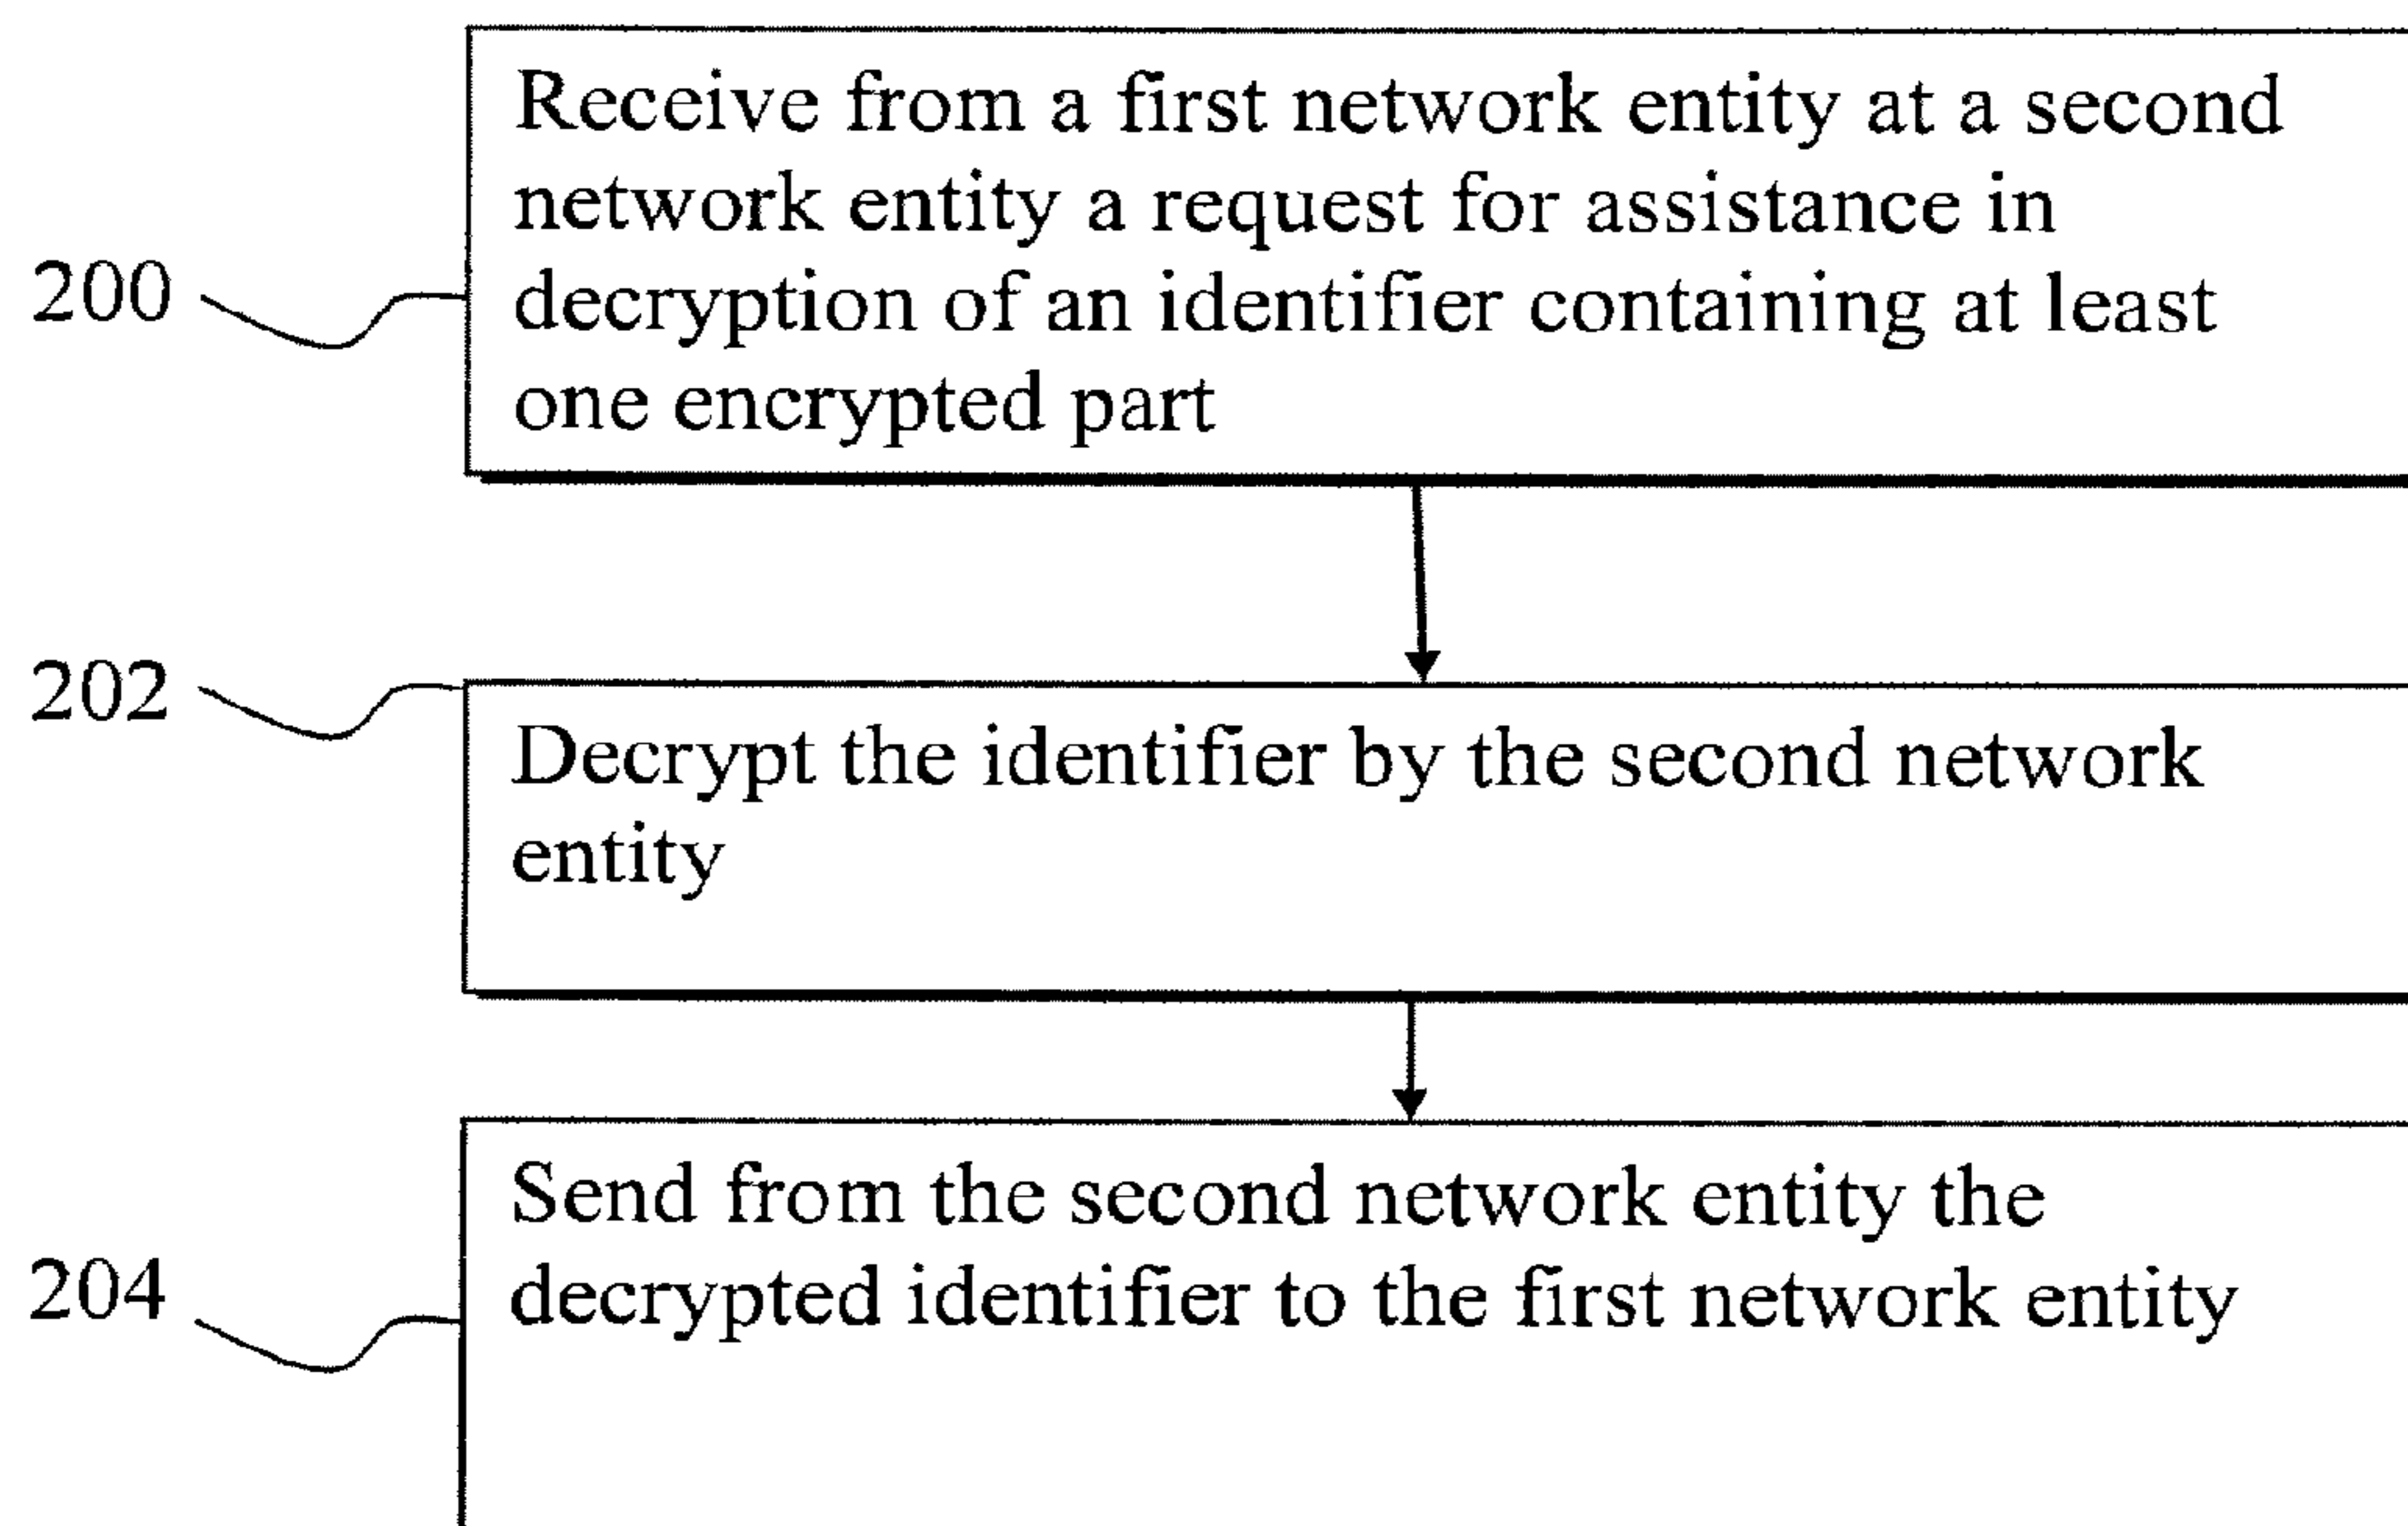 Receive from a first network entity at a second
network entity a request for assistance in
decryption of an identifier containing at least
one encrypted part
200
202
Decrypt the identifier by the second network
entity
Send from the second network entity the
decrypted identifier to the first network entity
204